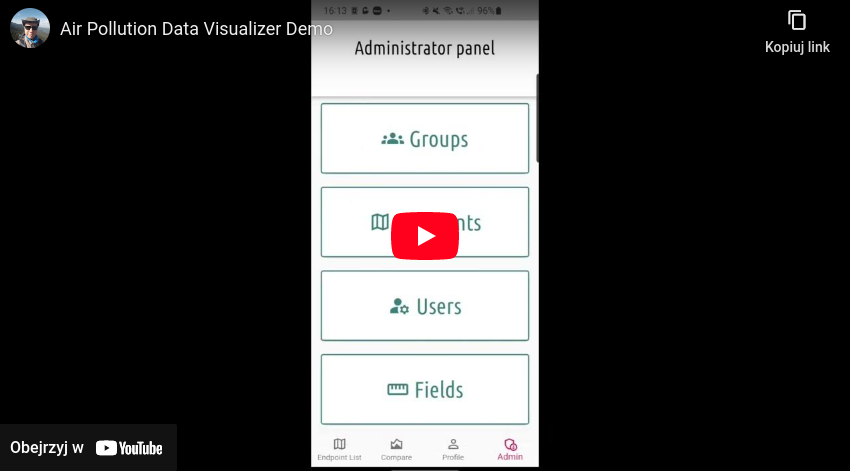 16:13 96%
Air Pollution Data Visualizer Demo
Kopiuj link
Administrator panel
Groups
nts
Users
Fields
Endpoint List Compare Profile Admin
Obejrzyj w YouTube